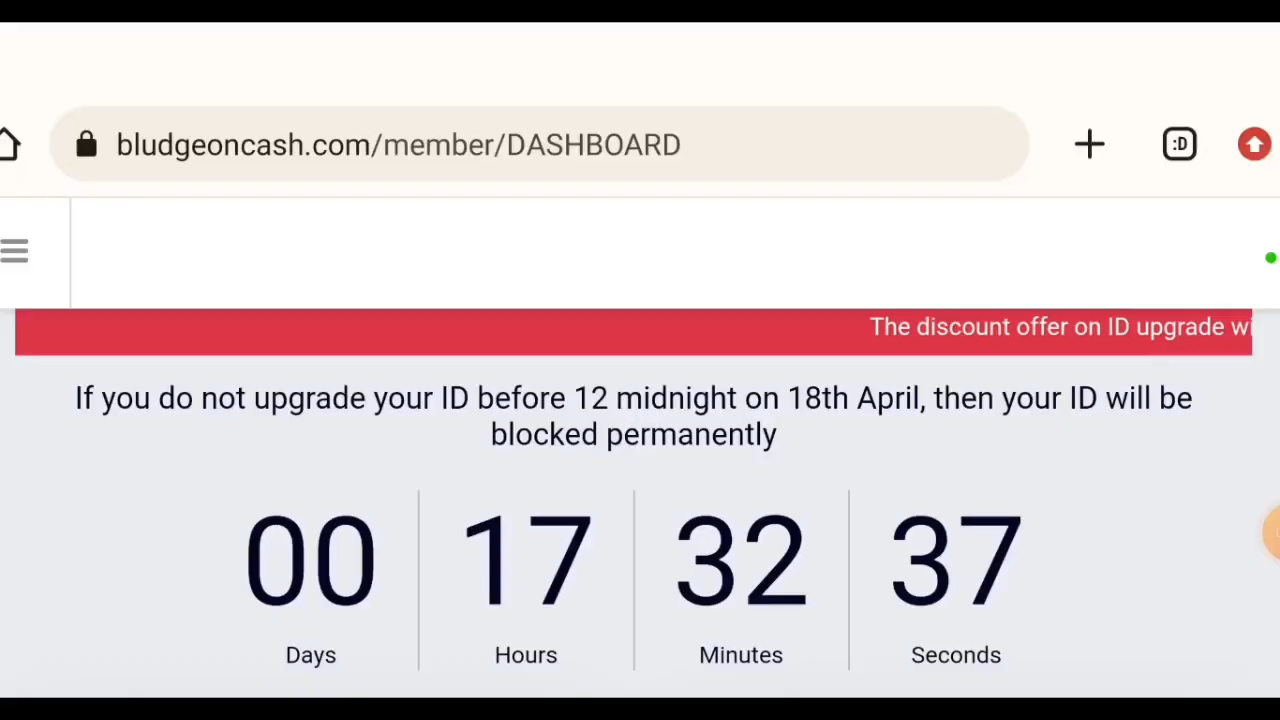 bludgeoncash.com/member/DASHBOARD
:D
The discount offer on ID upgrade
If you do not upgrade your ID before 12 midnight on 18th April, then your ID will be
blocked permanently
00 17 32 37
Days Hours Minutes Seconds